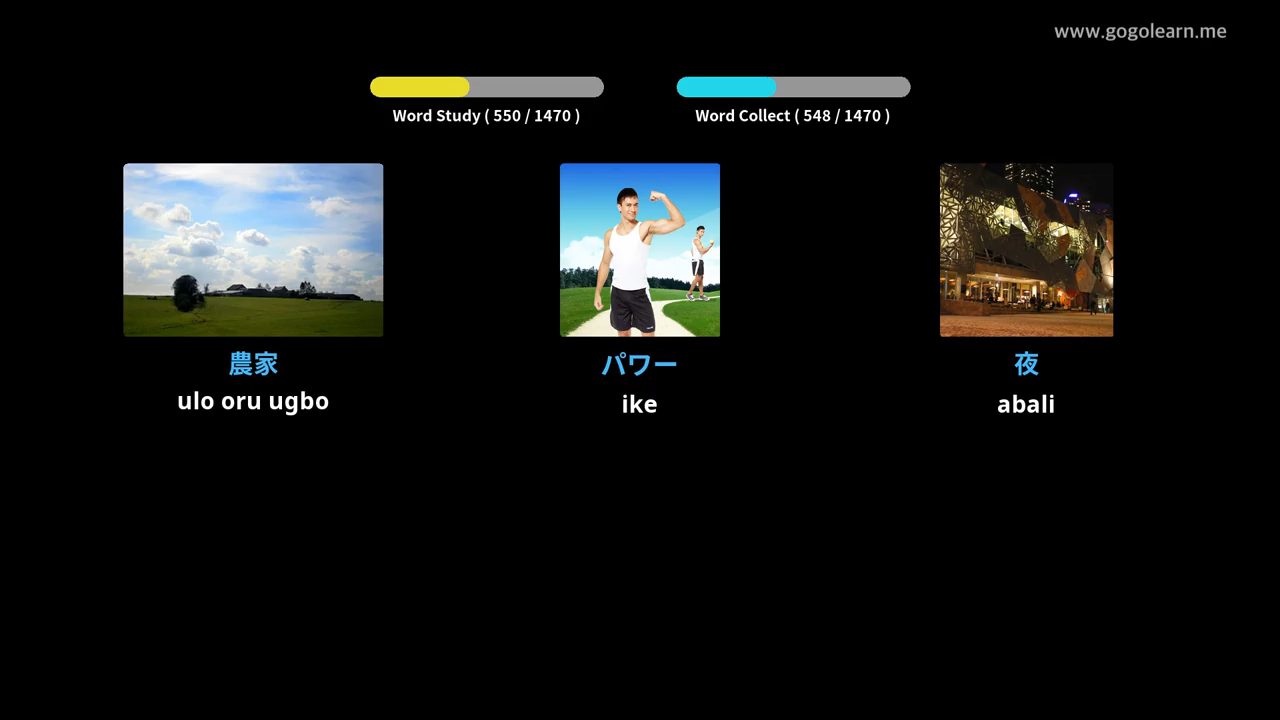 www.gogolearn.me
Word Study ( 550 / 1470 )
Word Collect ( 548 / 1470 )
農家
パワー
夜
ulo oru ugbo
ike
abali